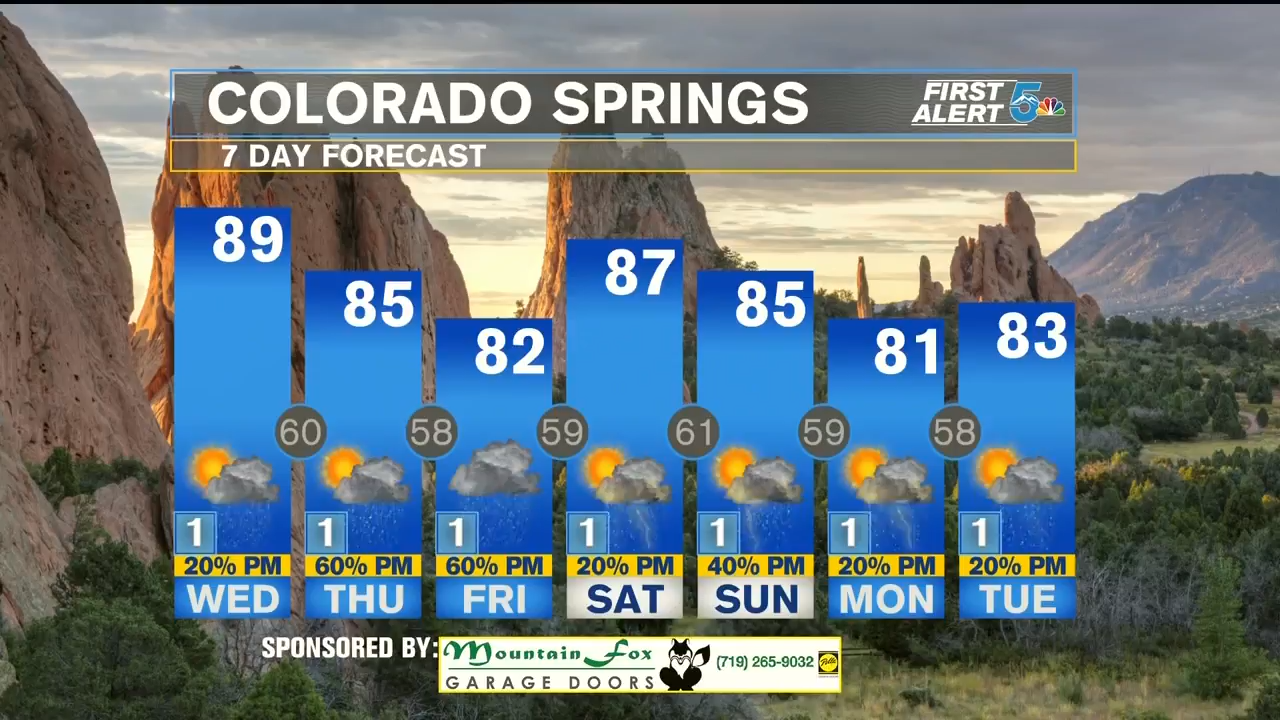 COLORADO SPRINGS
FIRST ALERT 5
7 DAY FORECAST
89 85 82 87 85 81 83
60 58 59 61 59 58
1 1 1 1 1 1 1
20% PM 60% PM 60% PM 20% PM 40% PM 20% PM 20% PM
WED THU FRI SAT SUN MON TUE
SPONSORED BY:
Mountain Fox
GARAGE DOORS
(719) 265-9032
Pella